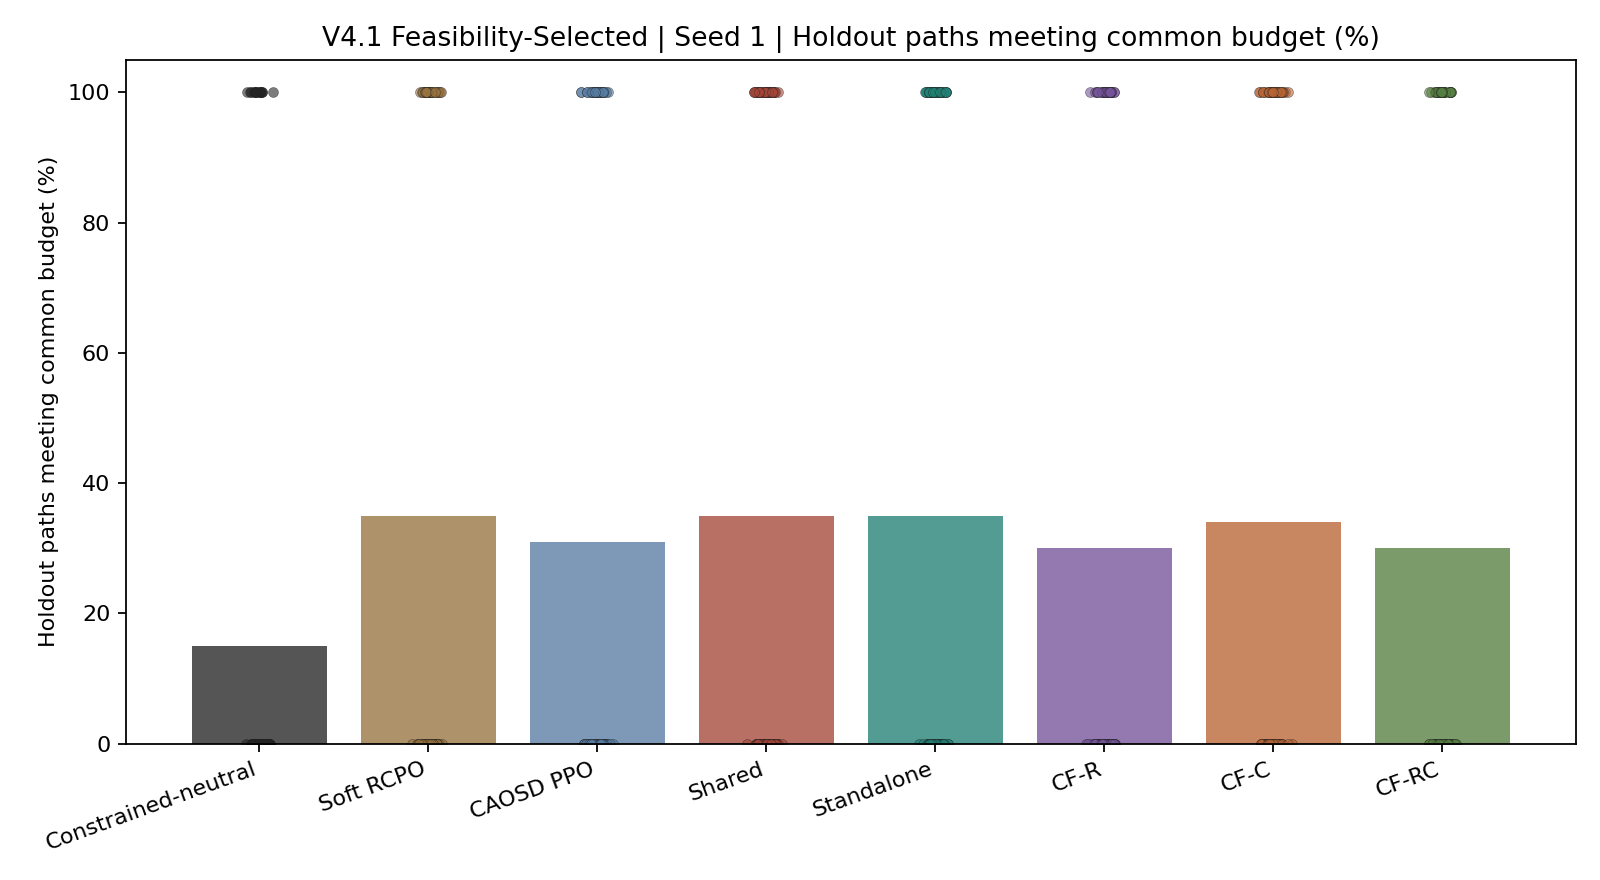 V4.1 Feasibility-Selected | Seed 1 | Holdout paths meeting common budget (%)
Holdout paths meeting common budget (%)
100
80
60
40
20
0
Constrained-neutral
Soft RCPO
CAOSD PPO
Shared
Standalone
CF-R
CF-C
CF-RC